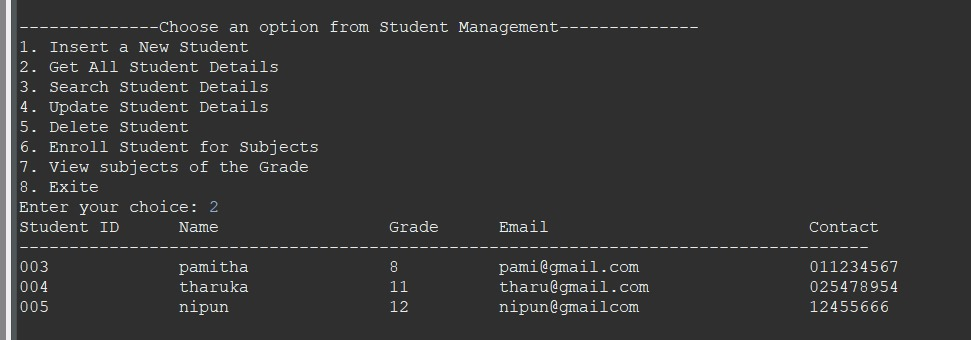 --------------Choose an option from Student Management--------------
1. Insert a New Student
2. Get All Student Details
3. Search Student Details
4. Update Student Details
5. Delete Student
6. Enroll Student for Subjects
7. View subjects of the Grade
8. Exite
Enter your choice: 2
Student ID Name Grade Email Contact
-------------------------------------------------------------------------------------
003 pamitha 8 pami@gmail.com 011234567
004 tharuka 11 tharu@gmail.com 025478954
005 nipun 12 nipun@gmailcom 12455666